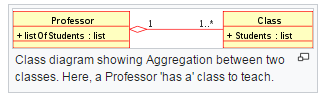 Professor
1
1..*
Class
+ listOfStudents : list
+ Students : list
Class diagram showing Aggregation between two
classes. Here, a Professor 'has a' class to teach.